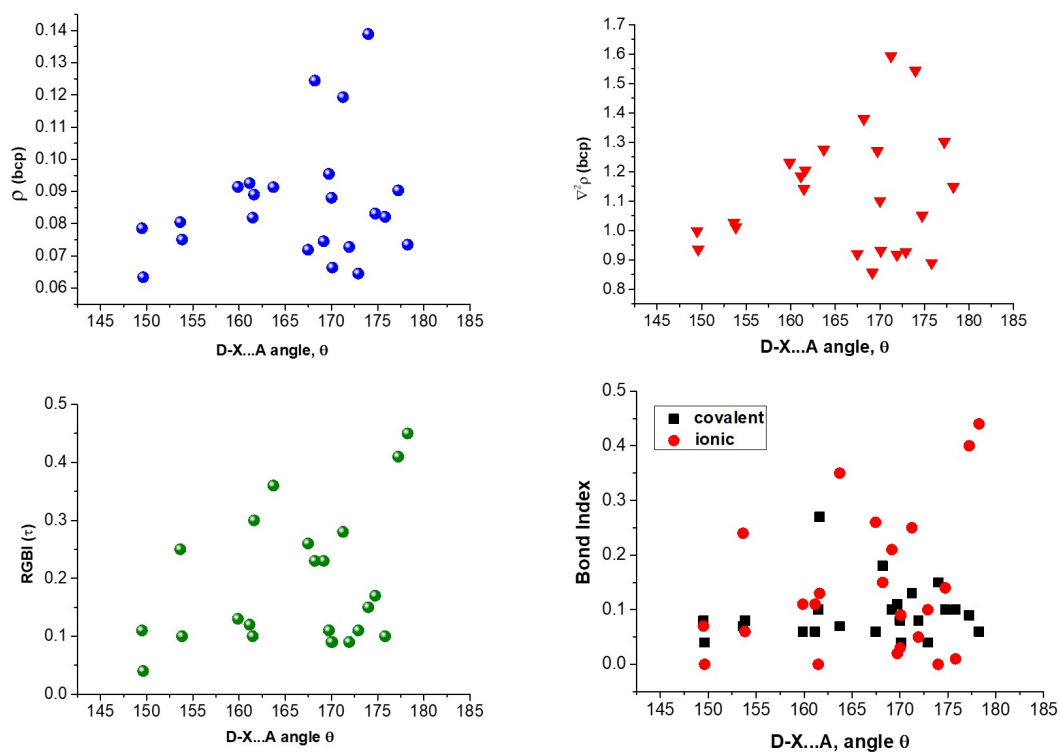 0.14
0.13
0.12
0.11
0.10
0.09
0.08
0.07
0.06
ρ (bcp)
145 150 155 160 165 170 175 180 185
D-X...A angle, θ
1.7
1.6
1.5
1.4
1.3
1.2
1.1
1.0
0.9
0.8
∇²ρ (bcp)
145 150 155 160 165 170 175 180 185
D-X...A angle, θ
0.5
0.4
0.3
0.2
0.1
0.0
RGBI (τ)
145 150 155 160 165 170 175 180 185
D-X...A angle θ
0.5
0.4
0.3
0.2
0.1
0.0
Bond Index
covalent
ionic
145 150 155 160 165 170 175 180 185
D-X...A, angle θ